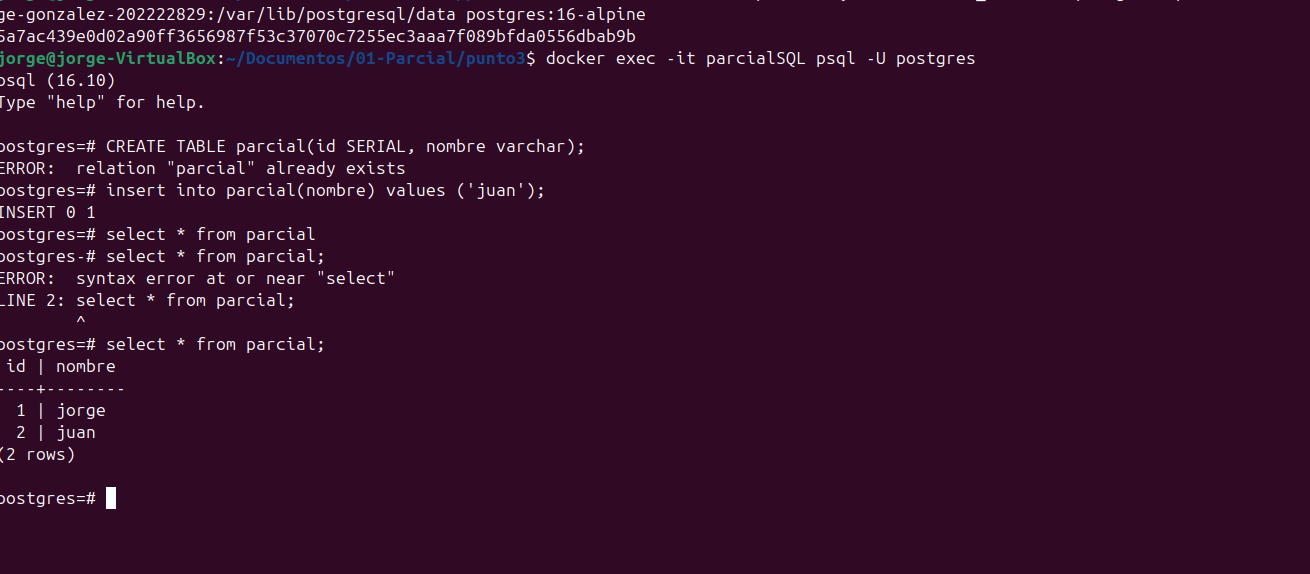 ge-gonzalez-202222829:/var/lib/postgresql/data postgres:16-alpine
5a7ac439e0d02a90ff3656987f53c37070c7255ec3aaa7f089bfda0556dbab9b
jorge@jorge-VirtualBox:~/Documentos/01-Parcial/punto3$ docker exec -it parcialSQL psql -U postgres
psql (16.10)
Type "help" for help.
postgres=# CREATE TABLE parcial(id SERIAL, nombre varchar);
ERROR:  relation "parcial" already exists
postgres=# insert into parcial(nombre) values ('juan');
INSERT 0 1
postgres=# select * from parcial
postgres-# select * from parcial;
ERROR:  syntax error at or near "select"
LINE 2: select * from parcial;
        ^
postgres=# select * from parcial;
 id | nombre
----+--------
  1 | jorge
  2 | juan
(2 rows)
postgres=#